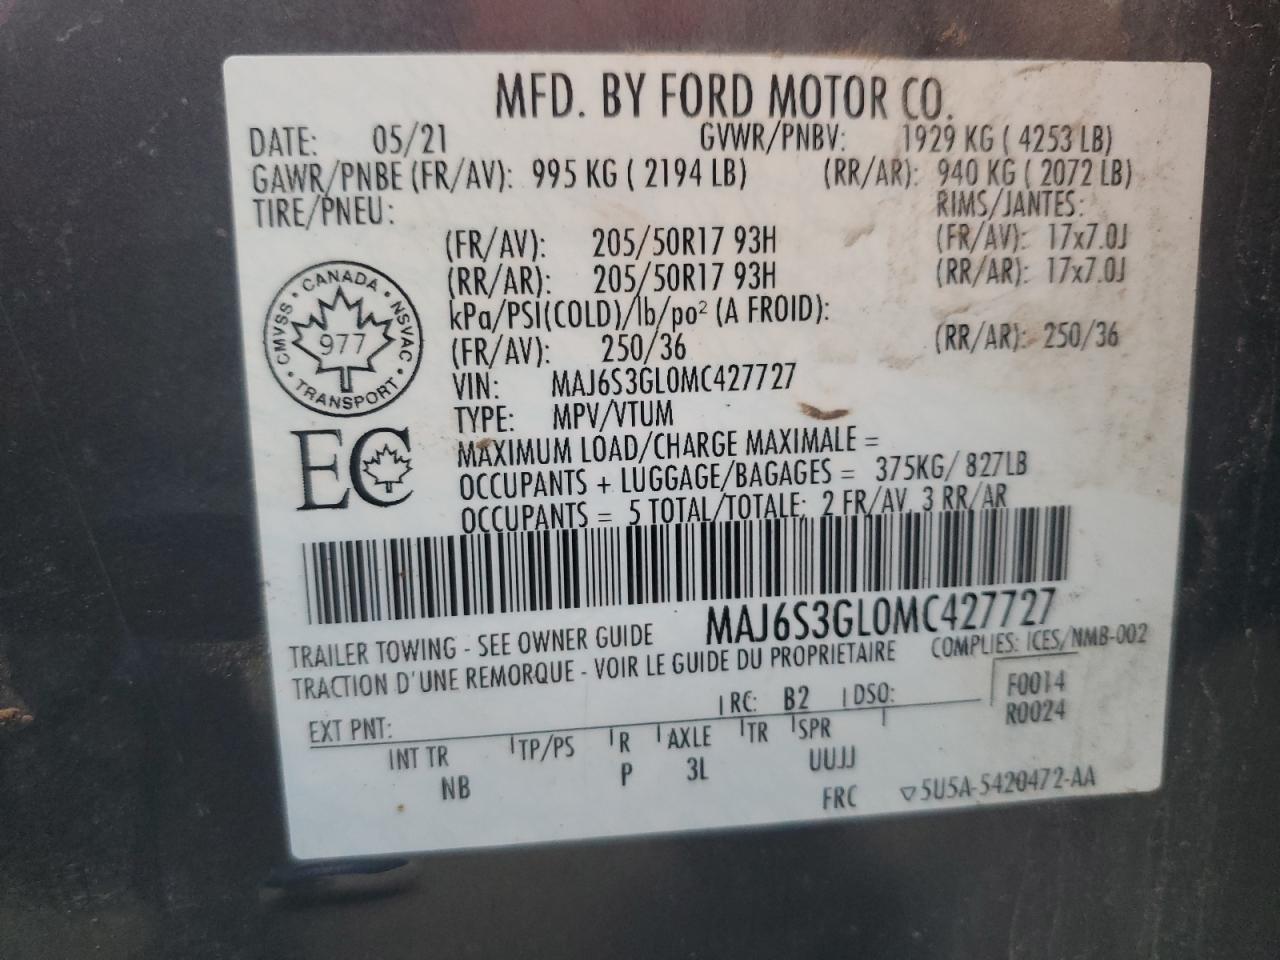 MFD. BY FORD MOTOR CO.
DATE: 05/21 GVWR/PNBV: 1929 KG ( 4253 LB)
GAWR/PNBE (FR/AV): 995 KG ( 2194 LB) (RR/AR): 940 KG ( 2072 LB)
TIRE/PNEU: RIMS/JANTES:
(FR/AV): 205/50R17 93H (FR/AV): 17x7.0J
(RR/AR): 205/50R17 93H (RR/AR): 17x7.0J
kPa/PSI(COLD)/lb/po² (A FROID):
(FR/AV): 250/36 (RR/AR): 250/36
CANADA • NSVAC • TRANSPORT • CMVSS
977
VIN: MAJ6S3GL0MC427727
TYPE: MPV/VTUM
EC
MAXIMUM LOAD/CHARGE MAXIMALE =
OCCUPANTS + LUGGAGE/BAGAGES = 375KG/ 827LB
OCCUPANTS = 5 TOTAL/TOTALE; 2 FR/AV, 3 RR/AR
MAJ6S3GL0MC427727
TRAILER TOWING - SEE OWNER GUIDE COMPLIES: ICES/NMB-002
TRACTION D'UNE REMORQUE - VOIR LE GUIDE DU PROPRIETAIRE
EXT PNT: RC: B2 DSO: F0014
R0024
INT TR TP/PS R AXLE TR SPR
NB P 3L UUJJ
FRC ▽5U5A-5420472-AA